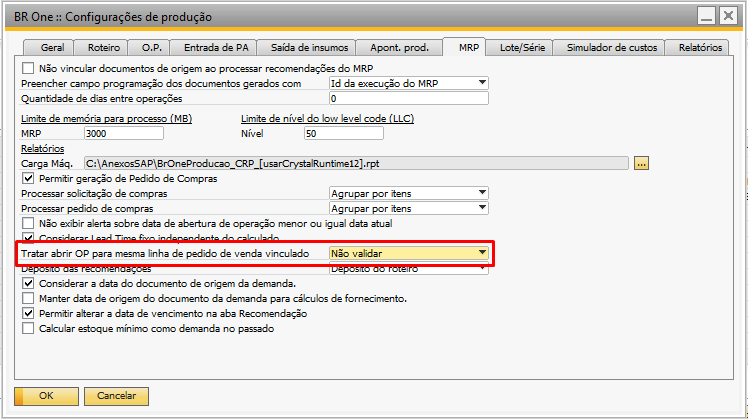 BR One :: Configurações de produção
Geral Roteiro O.P. Entrada de PA Saída de insumos Apont. prod. MRP Lote/Série Simulador de custos Relatórios
Não vincular documentos de origem ao processar recomendações do MRP
Preencher campo programação dos documentos gerados com Id da execução do MRP
Quantidade de dias entre operações 0
Limite de memória para processo (MB) Limite de nível do low level code (LLC)
MRP 3000 Nível 50
Relatórios
Carga Máq. C:\AnexosSAP\BrOneProducao_CRP_[usarCrystalRuntime12].rpt ...
Permitir geração de Pedido de Compras
Processar solicitação de compras Agrupar por itens
Processar pedido de compras Agrupar por itens
Não exibir alerta sobre data de abertura de operação menor ou igual data atual
Considerar Lead Time fixo independente do calculado
Tratar abrir OP para mesma linha de pedido de venda vinculado Não validar
Depósito das recomendações Depósito do roteiro
Considerar a data do documento de origem da demanda.
Manter data de origem do documento da demanda para cálculos de fornecimento.
Permitir alterar a data de vencimento na aba Recomendação
Calcular estoque mínimo como demanda no passado
OK Cancelar